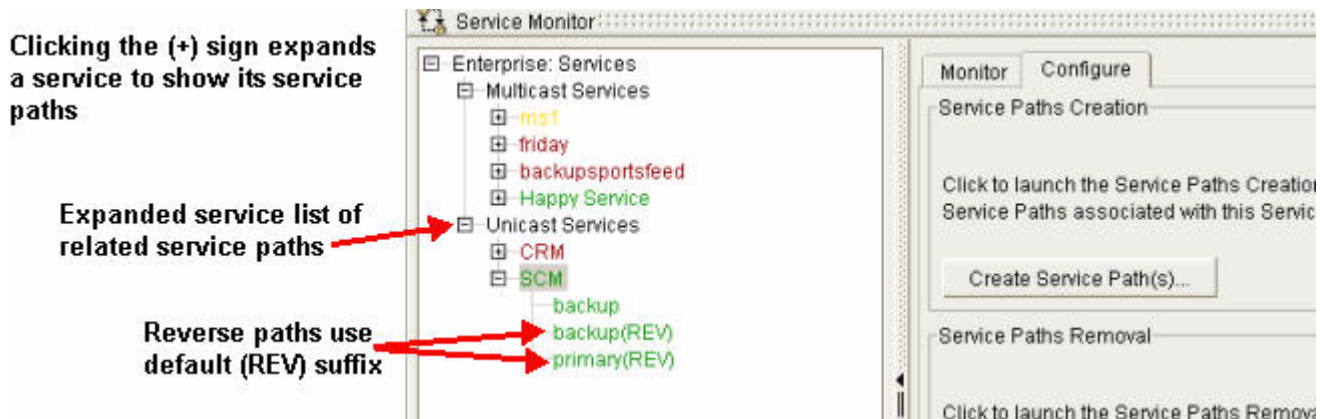 Service Monitor
Clicking the (+) sign expands
a service to show its service
paths
Expanded service list of
related service paths
Reverse paths use
default (REV) suffix
Enterprise: Services
Multicast Services
ms1
friday
backupsportsfeed
Happy Service
Unicast Services
CRM
SCM
backup
backup(REV)
primary(REV)
Monitor
Configure
Service Paths Creation
Click to launch the Service Paths Creation
Service Paths associated with this Servic
Create Service Path(s)...
Service Paths Removal
Click to launch the Service Paths Remova